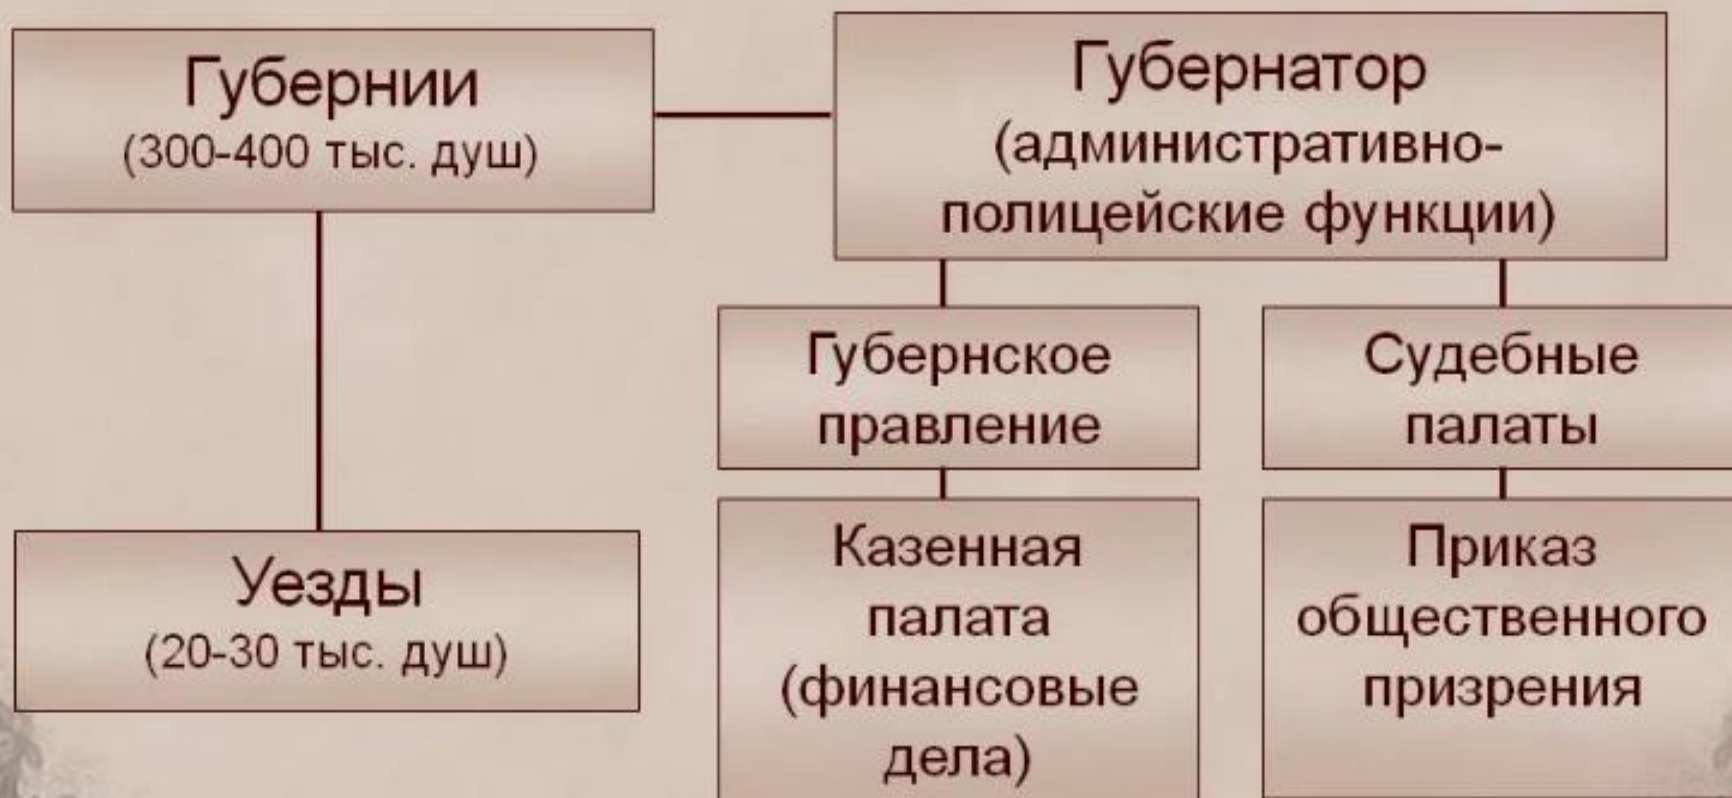 Губернии
(300-400 тыс. душ)
Губернатор
(административно-
полицейские функции)
Губернское
правление
Судебные
палаты
Уезды
(20-30 тыс. душ)
Казенная
палата
(финансовые
дела)
Приказ
общественного
призрения